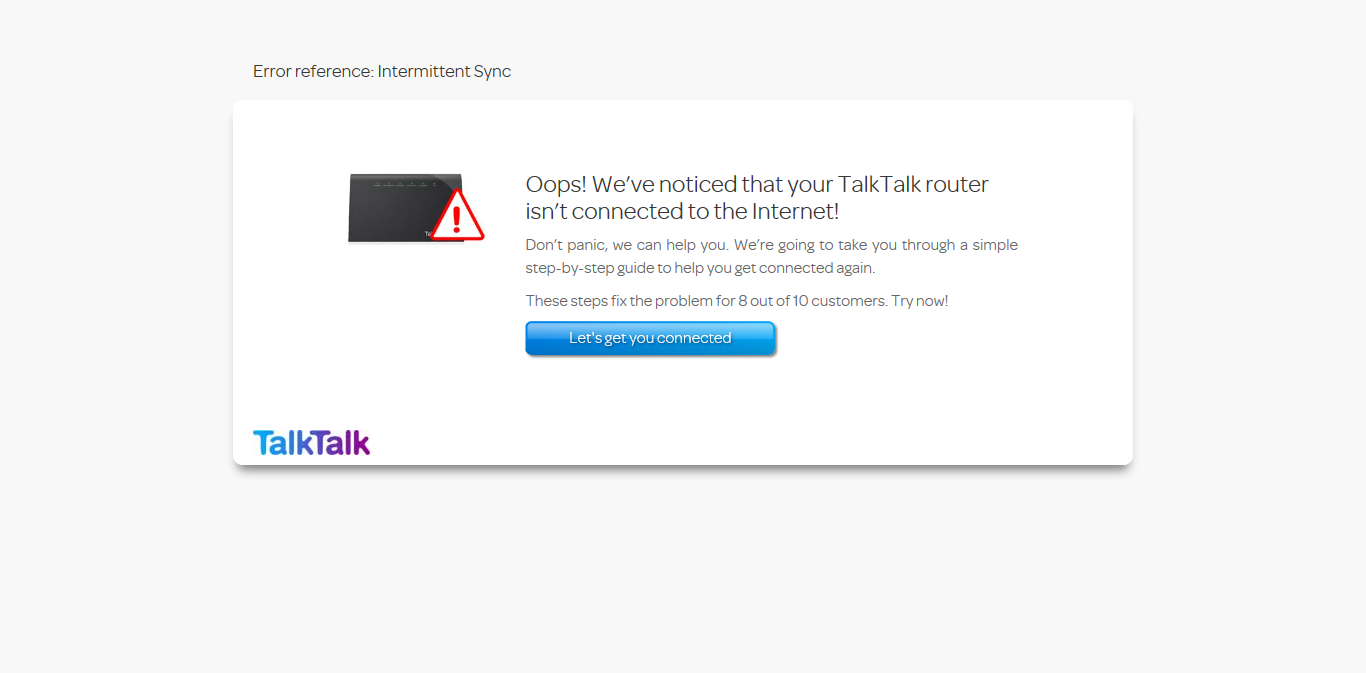 Error reference: Intermittent Sync
Oops! We’ve noticed that your TalkTalk router
isn’t connected to the Internet!
Don’t panic, we can help you. We’re going to take you through a simple
step-by-step guide to help you get connected again.
These steps fix the problem for 8 out of 10 customers. Try now!
Let's get you connected
TalkTalk